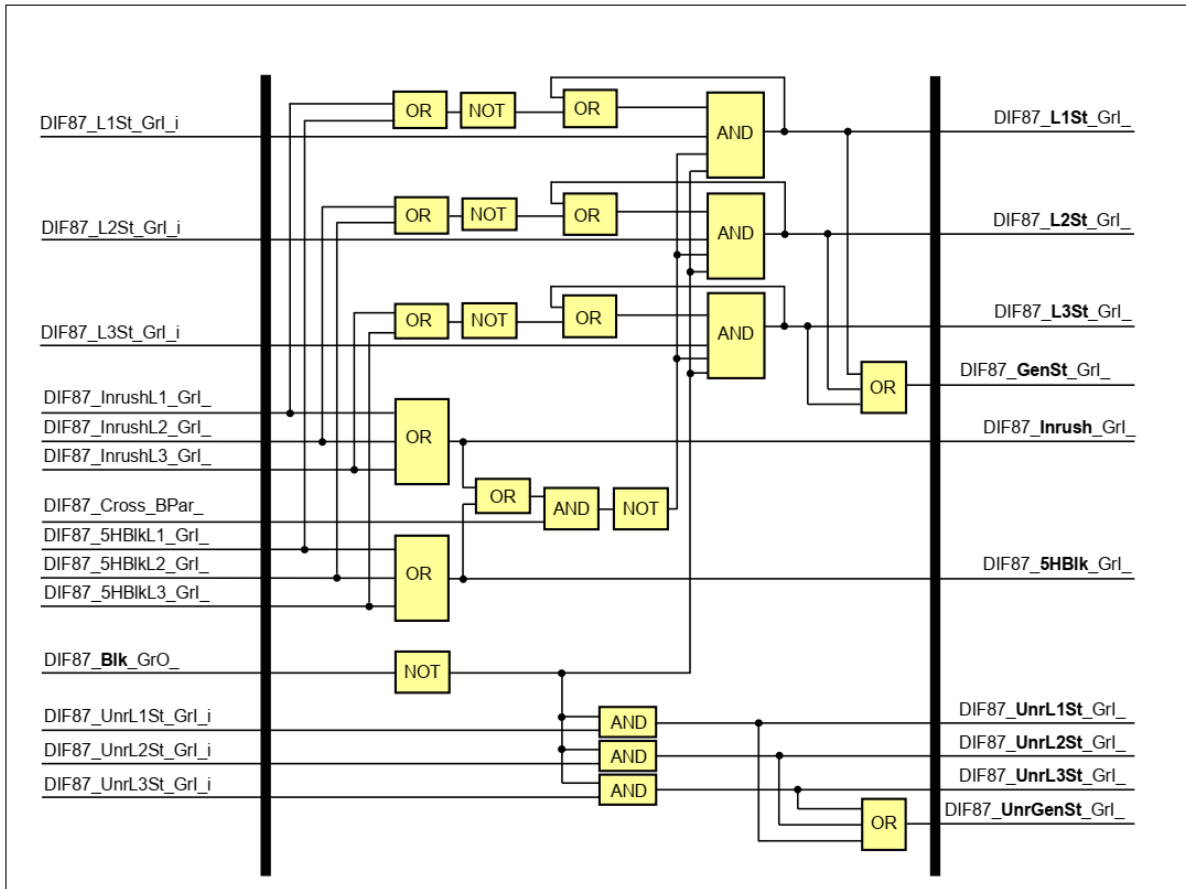 DIF87_L1St_GrI_i
DIF87_L2St_GrI_i
DIF87_L3St_GrI_i
DIF87_InrushL1_GrI_
DIF87_InrushL2_GrI_
DIF87_InrushL3_GrI_
DIF87_Cross_BPar_
DIF87_5HBlkL1_GrI_
DIF87_5HBlkL2_GrI_
DIF87_5HBlkL3_GrI_
DIF87_Blk_GrO_
DIF87_UnrL1St_GrI_i
DIF87_UnrL2St_GrI_i
DIF87_UnrL3St_GrI_i
OR
NOT
OR
AND
OR
NOT
OR
AND
OR
NOT
OR
AND
OR
OR
OR
AND
NOT
OR
NOT
AND
AND
AND
OR
DIF87_L1St_GrI_
DIF87_L2St_GrI_
DIF87_L3St_GrI_
DIF87_GenSt_GrI_
DIF87_Inrush_GrI_
DIF87_5HBlk_GrI_
DIF87_UnrL1St_GrI_
DIF87_UnrL2St_GrI_
DIF87_UnrL3St_GrI_
DIF87_UnrGenSt_GrI_